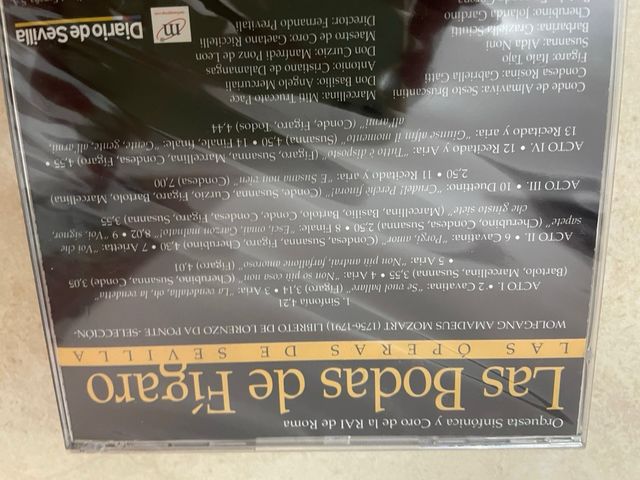 Orquesta Sinfónica y Coro de la RAI de Roma
Las Bodas de Fígaro
LAS ÓPERAS DE SEVILLA
WOLFGANG AMADEUS MOZART (1756-1791) LIBRETO DE LORENZO DA PONTE -SELECCIÓN-
1. Sinfonía 4,21
ACTO I. • 2 Cavatina: "Se vuol ballare" (Fígaro) 3,14 • 3 Aria: "La vendetta, oh, la vendetta"
(Bartolo, Marcellina, Susanna) 3,55 • 4 Aria: "Non so più cosa son" (Cherubino, Susanna, Conde) 3,05
• 5 Aria: "Non più andrai, farfallone amoroso" (Fígaro) 4,01
ACTO II. • 6 Cavatina: "Porgi, amor" (Condesa, Susanna, Figaro, Cherubino) 4,30 • 7 Arietta: "Voi che
sapete" (Cherubino, Condesa, Susanna) 2,50 • 8 Finale: "Esci, omai, Garzon malnato" 8,02 • 9 "Voi, signor,
che giusto siete" (Marcellina, Basilio, Bartolo, Conde, Condesa, Figaro, Susanna) 3,55
ACTO III. • 10 Duettino: "Crudel! Perché finora!" (Conde, Susanna, Curzio, Figaro, Bartolo, Marcellina)
2,50 • 11 Recitado y aria: "E Susanna non vien" (Condesa) 7,00
ACTO IV. • 12 Recitado y Aria: "Tutto è disposto" (Figaro, Susanna, Marcellina, Condesa, Figaro) 4,55 •
13 Recitado y aria: "Giunse alfin il momento" (Susanna) 4,50 • 14 Finale, finale: "Gente, gente, all'armi,
all'armi" (Conde, Figaro, Todos) 4,44
Conde de Almaviva: Sesto Bruscantini
Condesa Rosina: Gabriella Gatti
Figaro: Italo Tajo
Susanna: Alda Noni
Barbarina: Graziella Sciutti
Cherubino: Jolanda Gardino
Marcellina: Miti Truccato Pace
Don Basilio: Angelo Mercuriali
Antonio: Cristiano de Dalamangas
Don Curzio: Manfredi Ponz de Leon
Maestro de Coro: Gaetano Riccitelli
Director: Fernando Previtali
m
Diario de Sevilla